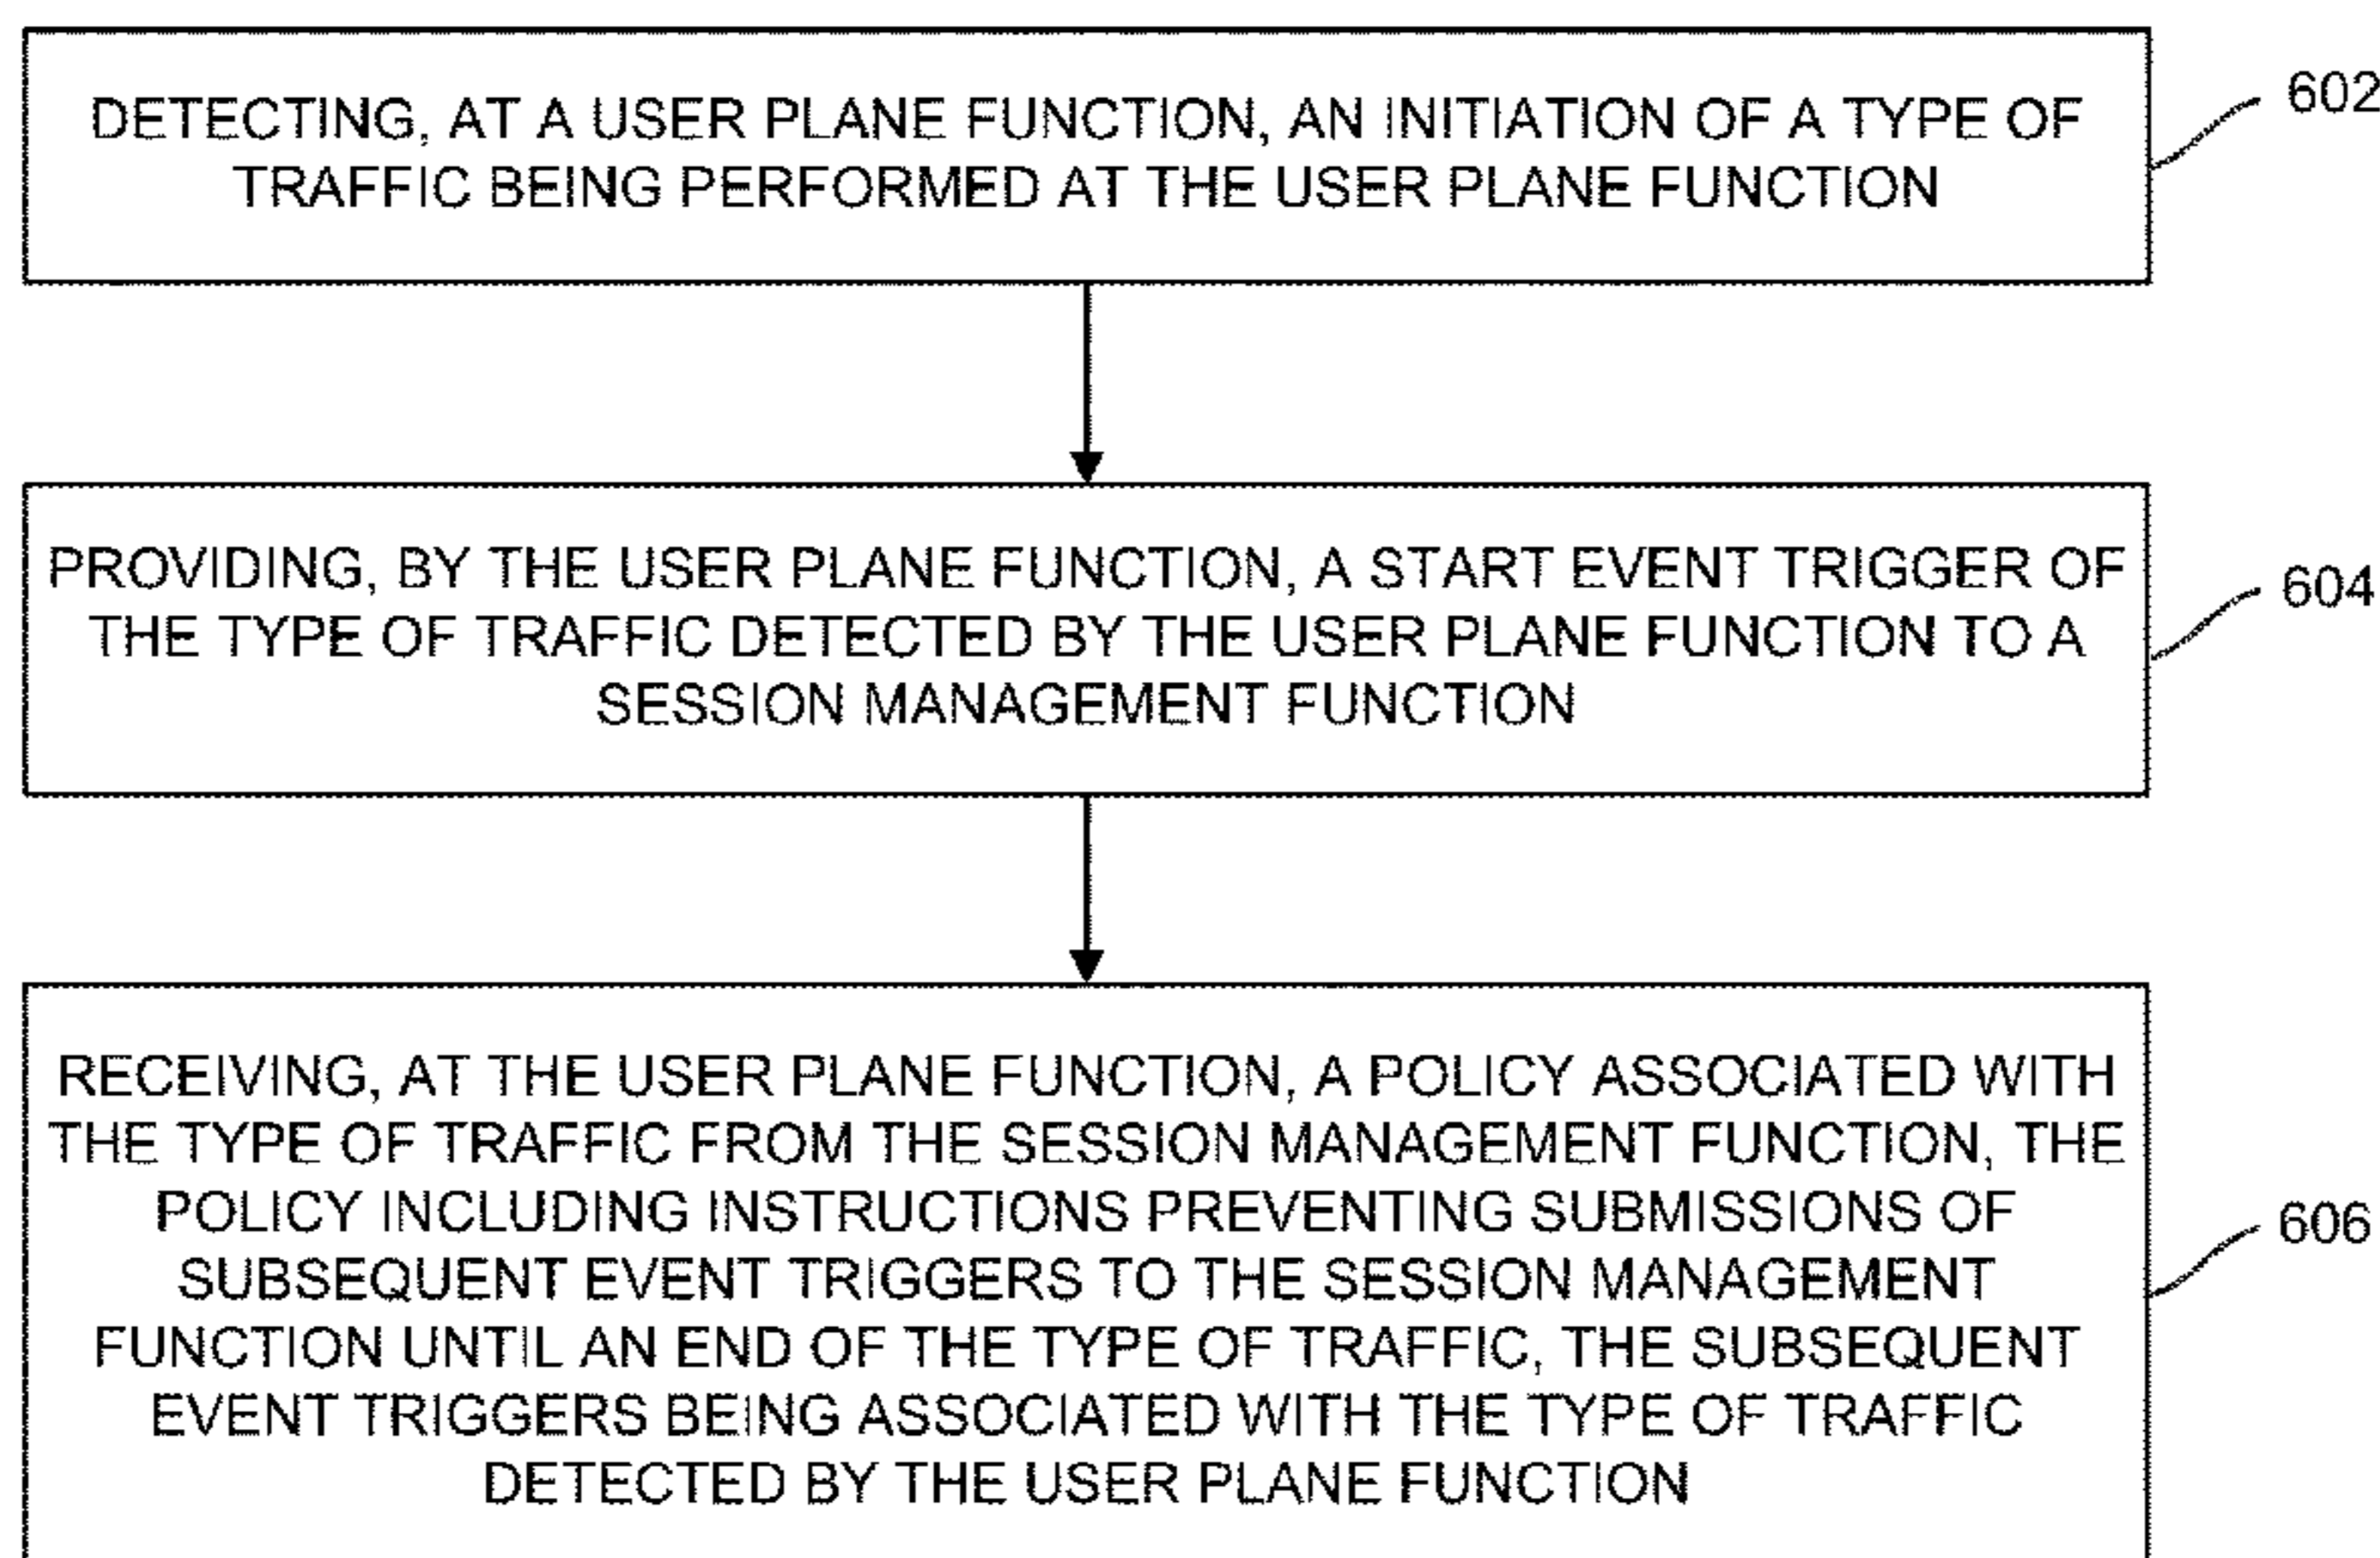 DETECTING, AT A USER PLANE FUNCTION, AN INITIATION OF A TYPE OF
TRAFFIC BEING PERFORMED AT THE USER PLANE FUNCTION
602
PROVIDING, BY THE USER PLANE FUNCTION, A START EVENT TRIGGER OF
THE TYPE OF TRAFFIC DETECTED BY THE USER PLANE FUNCTION TO A
SESSION MANAGEMENT FUNCTION
604
RECEIVING, AT THE USER PLANE FUNCTION, A POLICY ASSOCIATED WITH
THE TYPE OF TRAFFIC FROM THE SESSION MANAGEMENT FUNCTION, THE
POLICY INCLUDING INSTRUCTIONS PREVENTING SUBMISSIONS OF
SUBSEQUENT EVENT TRIGGERS TO THE SESSION MANAGEMENT
FUNCTION UNTIL AN END OF THE TYPE OF TRAFFIC, THE SUBSEQUENT
EVENT TRIGGERS BEING ASSOCIATED WITH THE TYPE OF TRAFFIC
DETECTED BY THE USER PLANE FUNCTION
606